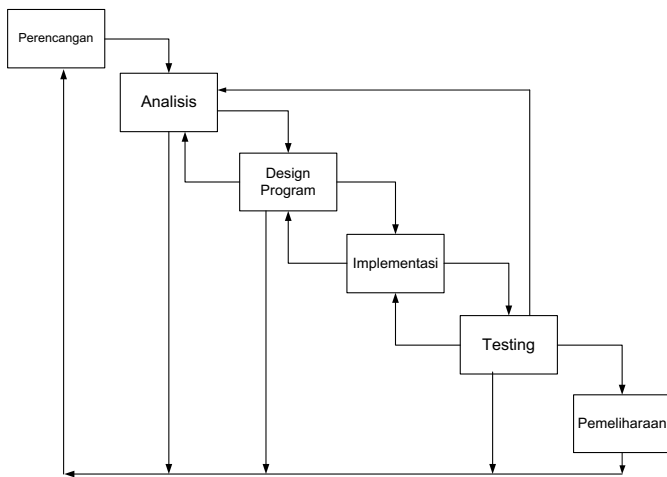 Perencangan
Analisis
Design
Program
Implementasi
Testing
Pemeliharaan